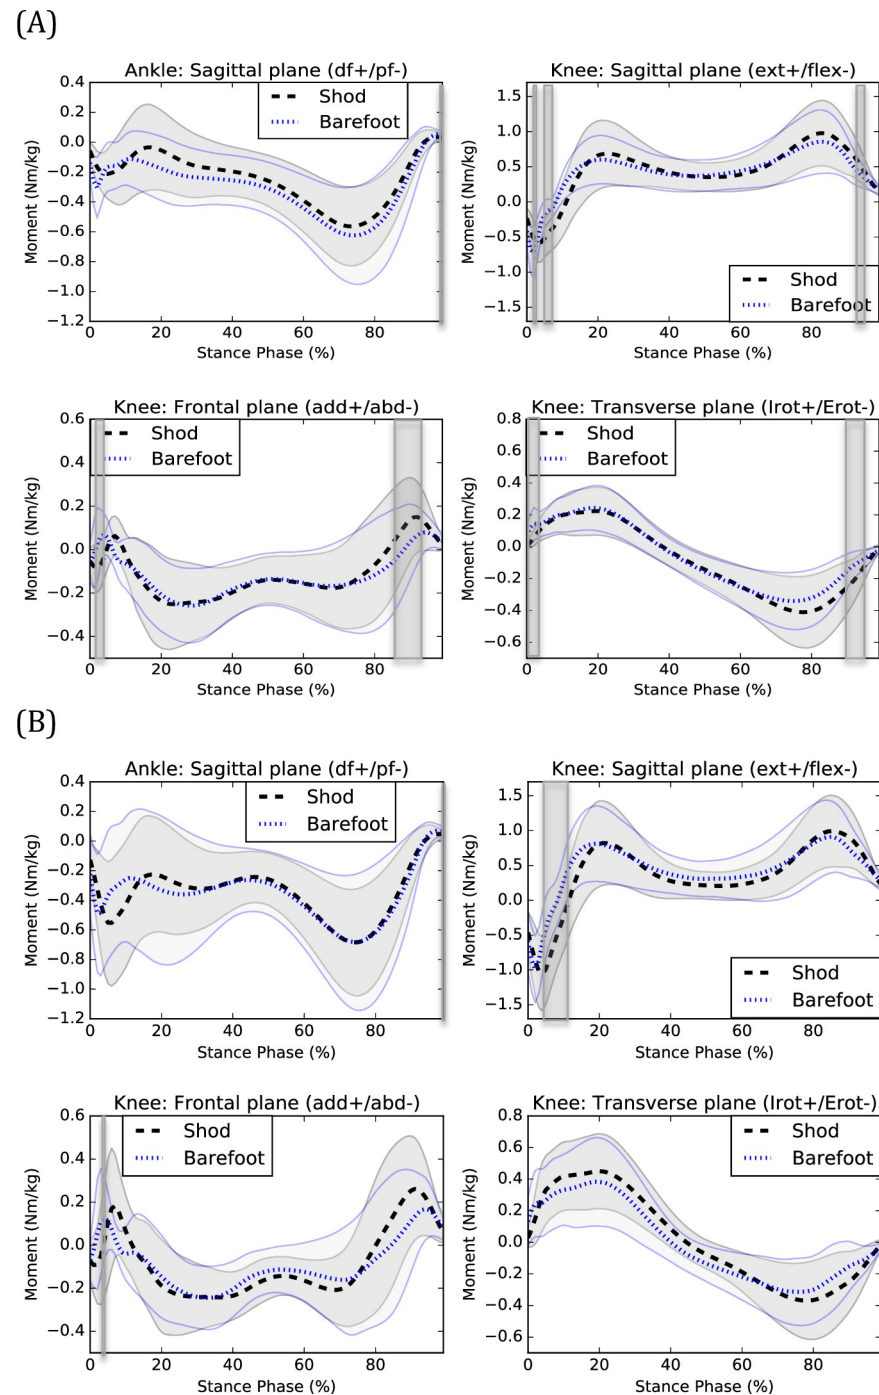 (A)
Ankle: Sagittal plane (df+/pf-)
Shod
Barefoot
Moment (Nm/kg)
0.4
0.2
0.0
−0.2
−0.4
−0.6
−0.8
−1.0
−1.2
0 20 40 60 80
Stance Phase (%)
Knee: Sagittal plane (ext+/flex-)
Moment (Nm/kg)
1.5
1.0
0.5
0.0
−0.5
−1.0
−1.5
Shod
Barefoot
0 20 40 60 80
Stance Phase (%)
Knee: Frontal plane (add+/abd-)
Shod
Barefoot
Moment (Nm/kg)
0.6
0.4
0.2
0.0
−0.2
−0.4
0 20 40 60 80
Stance Phase (%)
Knee: Transverse plane (Irot+/Erot-)
Shod
Barefoot
Moment (Nm/kg)
0.8
0.6
0.4
0.2
0.0
−0.2
−0.4
−0.6
0 20 40 60 80
Stance Phase (%)
(B)
Ankle: Sagittal plane (df+/pf-)
Shod
Barefoot
Moment (Nm/kg)
0.4
0.2
0.0
−0.2
−0.4
−0.6
−0.8
−1.0
−1.2
0 20 40 60 80
Stance Phase (%)
Knee: Sagittal plane (ext+/flex-)
Moment (Nm/kg)
1.5
1.0
0.5
0.0
−0.5
−1.0
−1.5
Shod
Barefoot
0 20 40 60 80
Stance Phase (%)
Knee: Frontal plane (add+/abd-)
Shod
Barefoot
Moment (Nm/kg)
0.6
0.4
0.2
0.0
−0.2
−0.4
0 20 40 60 80
Stance Phase (%)
Knee: Transverse plane (Irot+/Erot-)
Shod
Barefoot
Moment (Nm/kg)
0.8
0.6
0.4
0.2
0.0
−0.2
−0.4
−0.6
0 20 40 60 80
Stance Phase (%)